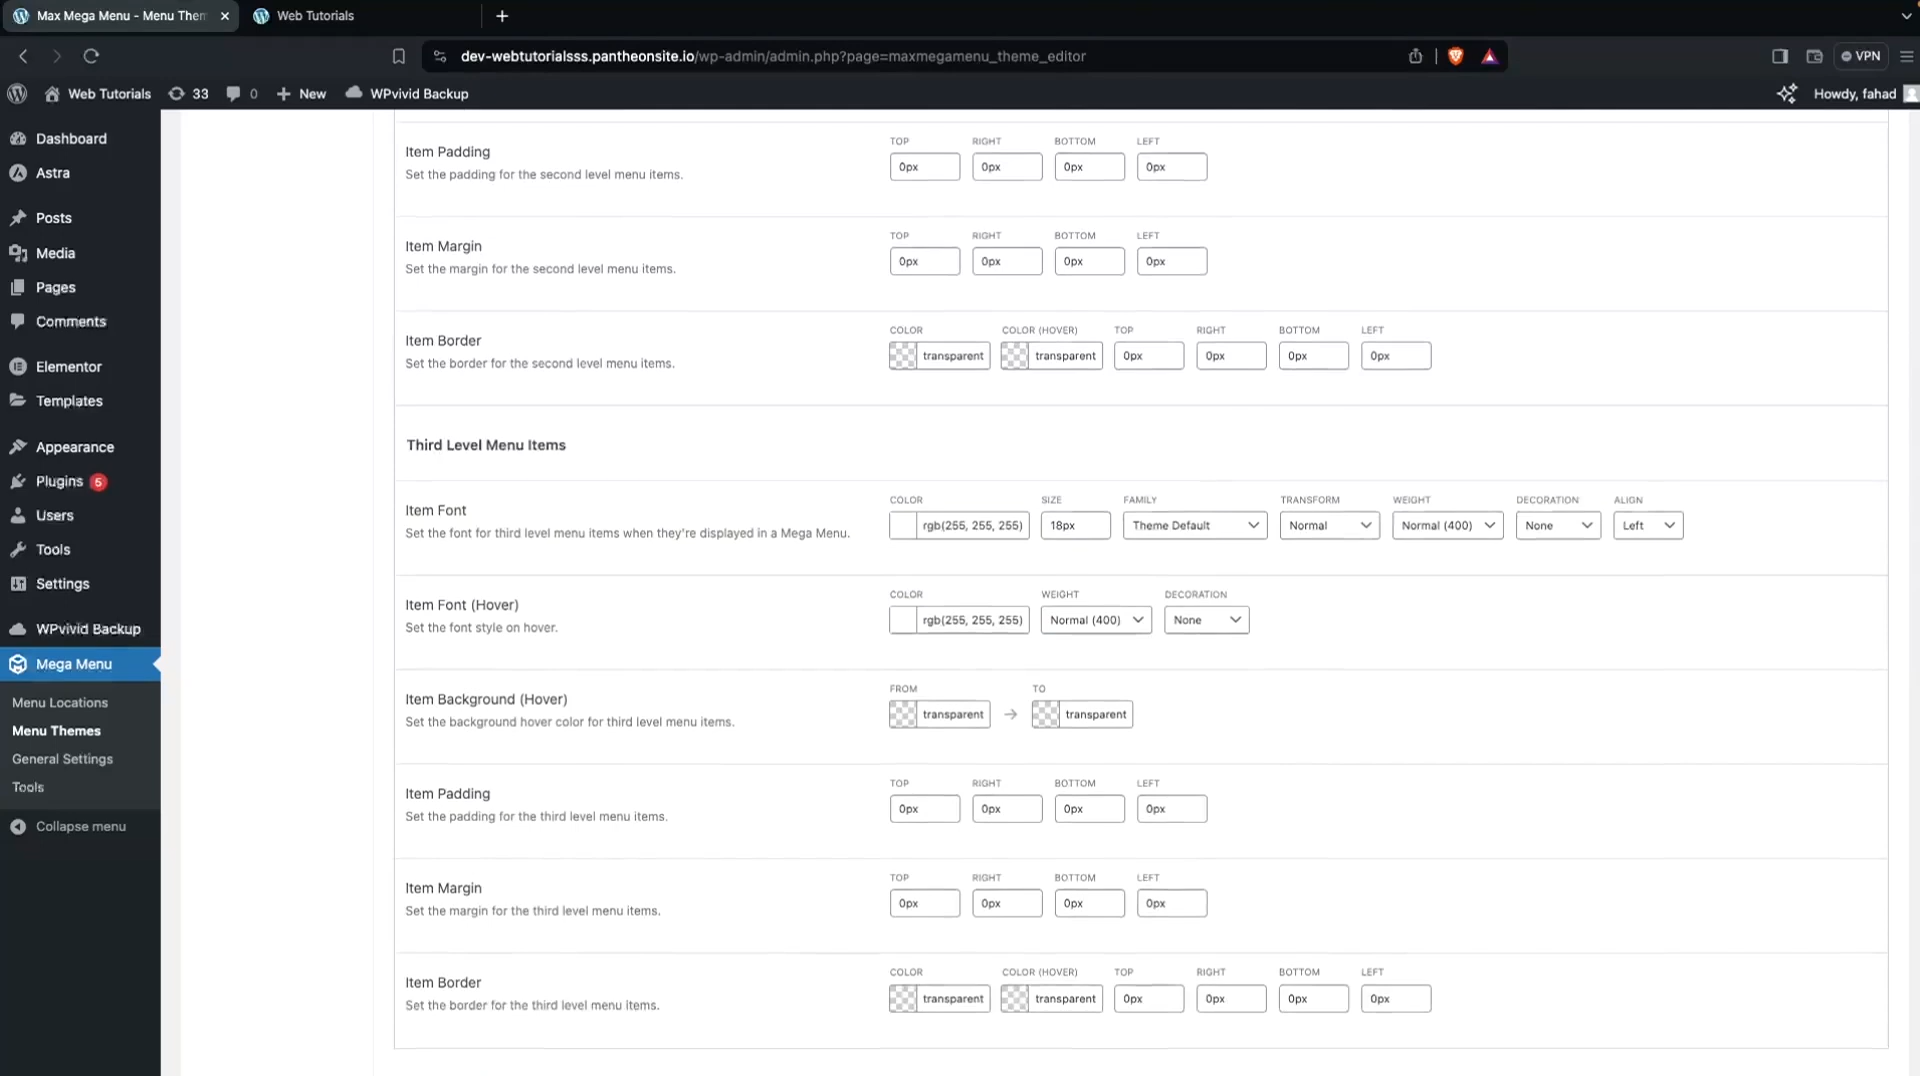 Max Mega Menu - Menu Them
Web Tutorials
dev-webtutorialsss.pantheonsite.io/wp-admin/admin.php?page=maxmegamenu_theme_editor
VPN
Web Tutorials
33
0
New
WPvivid Backup
Howdy, fahad
Dashboard
Astra
Posts
Media
Pages
Comments
Elementor
Templates
Appearance
Plugins 5
Users
Tools
Settings
WPvivid Backup
Mega Menu
Menu Locations
Menu Themes
General Settings
Tools
Collapse menu
Item Padding
Set the padding for the second level menu items.
TOP RIGHT BOTTOM LEFT
0px 0px 0px 0px
Item Margin
Set the margin for the second level menu items.
TOP RIGHT BOTTOM LEFT
0px 0px 0px 0px
Item Border
Set the border for the second level menu items.
COLOR COLOR (HOVER) TOP RIGHT BOTTOM LEFT
transparent transparent 0px 0px 0px 0px
Third Level Menu Items
Item Font
Set the font for third level menu items when they're displayed in a Mega Menu.
COLOR SIZE FAMILY TRANSFORM WEIGHT DECORATION ALIGN
rgb(255, 255, 255) 18px Theme Default Normal Normal (400) None Left
Item Font (Hover)
Set the font style on hover.
COLOR WEIGHT DECORATION
rgb(255, 255, 255) Normal (400) None
Item Background (Hover)
Set the background hover color for third level menu items.
FROM TO
transparent → transparent
Item Padding
Set the padding for the third level menu items.
TOP RIGHT BOTTOM LEFT
0px 0px 0px 0px
Item Margin
Set the margin for the third level menu items.
TOP RIGHT BOTTOM LEFT
0px 0px 0px 0px
Item Border
Set the border for the third level menu items.
COLOR COLOR (HOVER) TOP RIGHT BOTTOM LEFT
transparent transparent 0px 0px 0px 0px